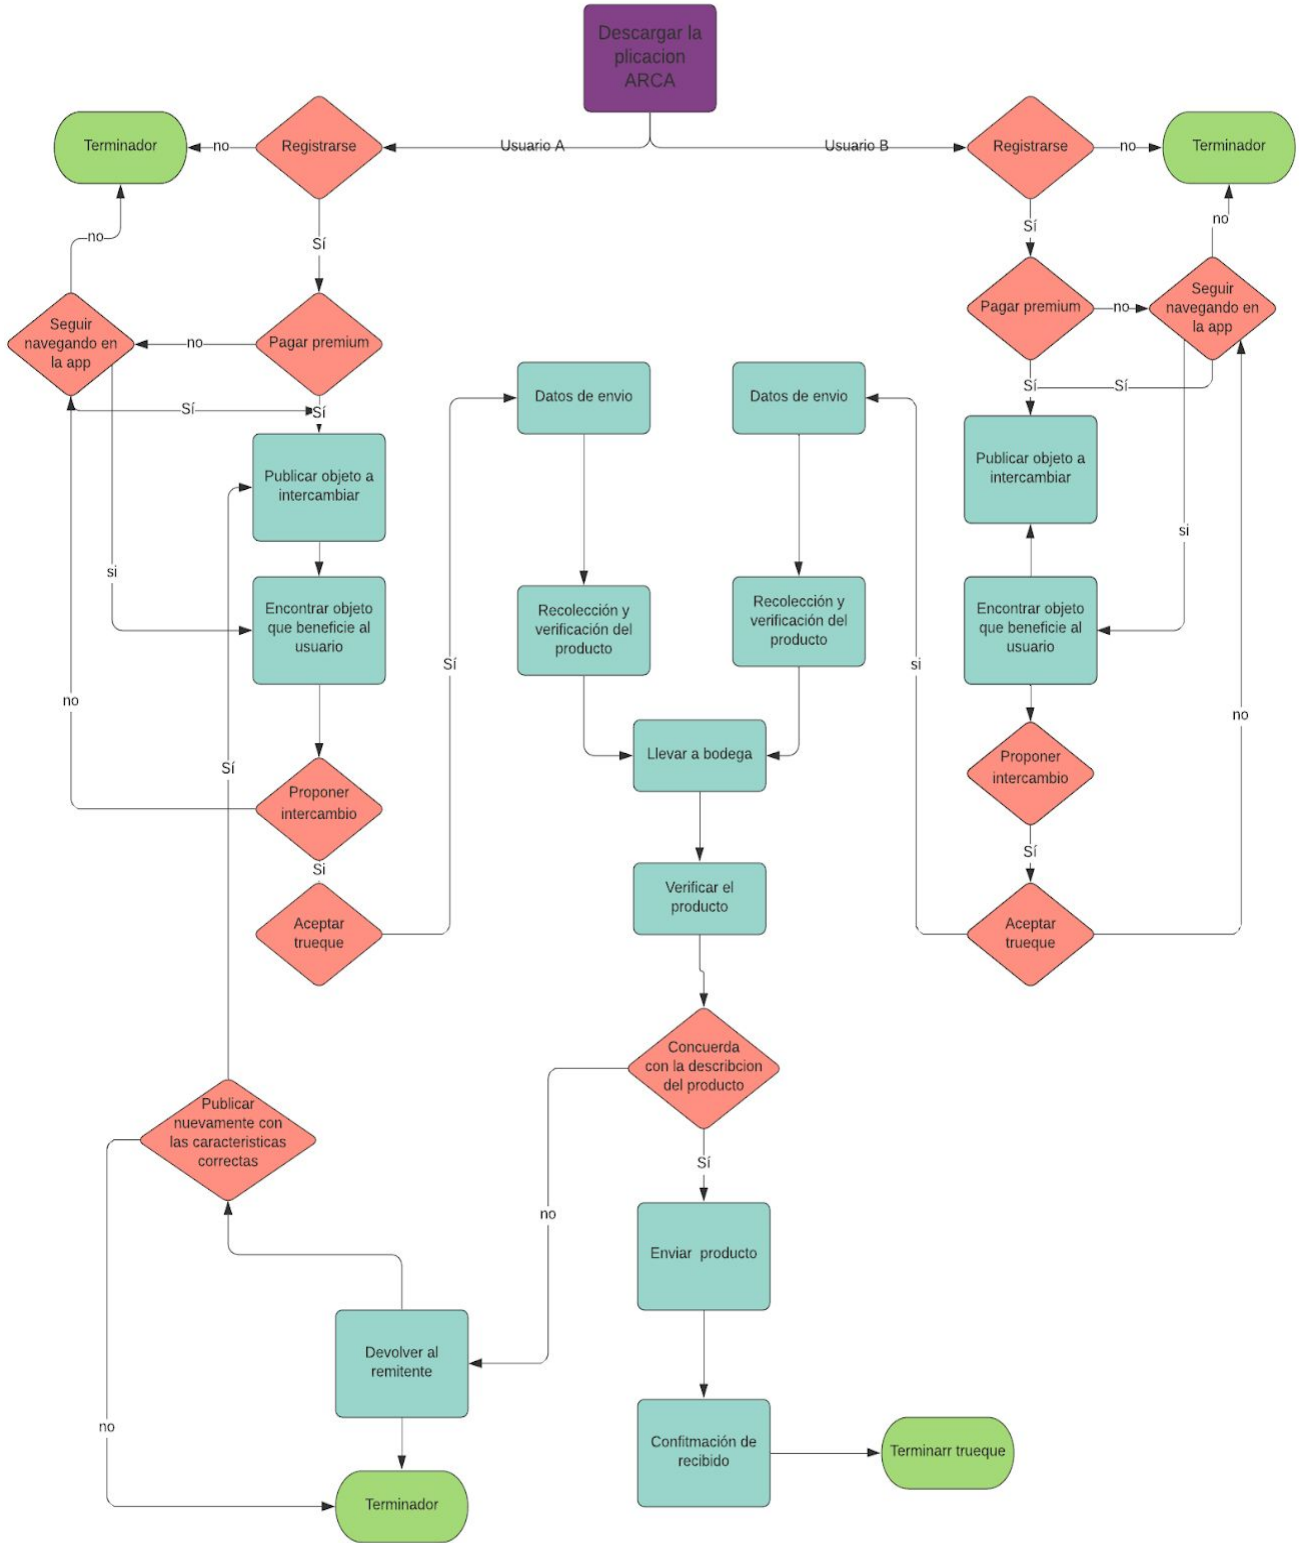 Descargar la
plicacion
ARCA
Usuario A
Usuario B
Terminador
no
Registrarse
Registrarse
no
Terminador
Sí
Sí
no
no
Seguir
navegando en
la app
no
Pagar premium
Pagar premium
no
Seguir
navegando en
la app
Sí
Sí
Sí
Sí
Datos de envio
Datos de envio
Publicar objeto a
intercambiar
Publicar objeto a
intercambiar
si
si
Encontrar objeto
que beneficie al
usuario
Recolección y
verificación del
producto
Recolección y
verificación del
producto
Encontrar objeto
que beneficie al
usuario
Sí
si
no
no
Llevar a bodega
Sí
Proponer
intercambio
Proponer
intercambio
Si
Sí
Verificar el
producto
Aceptar
trueque
Aceptar
trueque
Concuerda
con la describcion
del producto
Publicar
nuevamente con
las caracteristicas
correctas
Sí
no
Enviar producto
Devolver al
remitente
no
Confitmación de
recibido
Terminarr trueque
Terminador